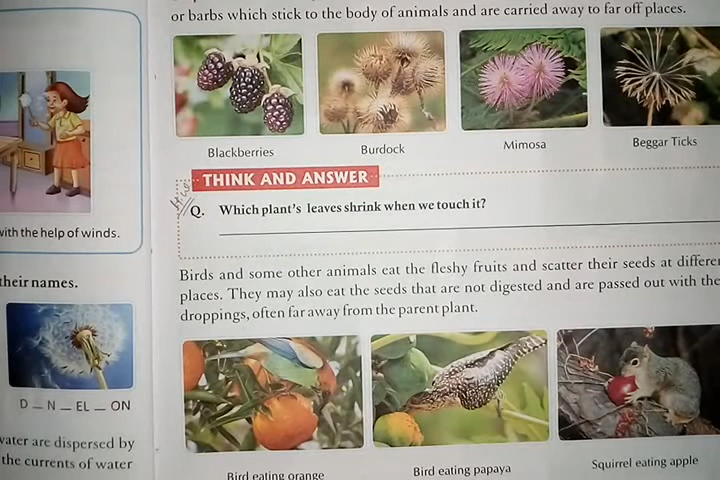 with the help of winds.
their names.
D _ N _ EL _ ON
water are dispersed by
the currents of water
or barbs which stick to the body of animals and are carried away to far off places.
Blackberries
Burdock
Mimosa
Beggar Ticks
THINK AND ANSWER
H.W.
Q. Which plant's leaves shrink when we touch it?
Birds and some other animals eat the fleshy fruits and scatter their seeds at differe
places. They may also eat the seeds that are not digested and are passed out with the
droppings, often far away from the parent plant.
Bird eating orange
Bird eating papaya
Squirrel eating apple